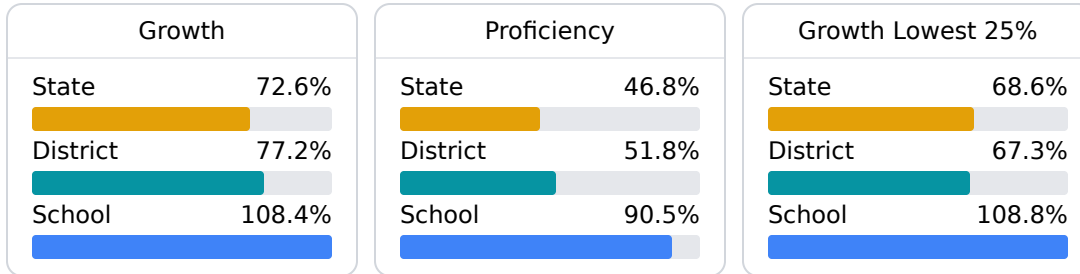 Growth
State 72.6%
District 77.2%
School 108.4%
Proficiency
State 46.8%
District 51.8%
School 90.5%
Growth Lowest 25%
State 68.6%
District 67.3%
School 108.8%